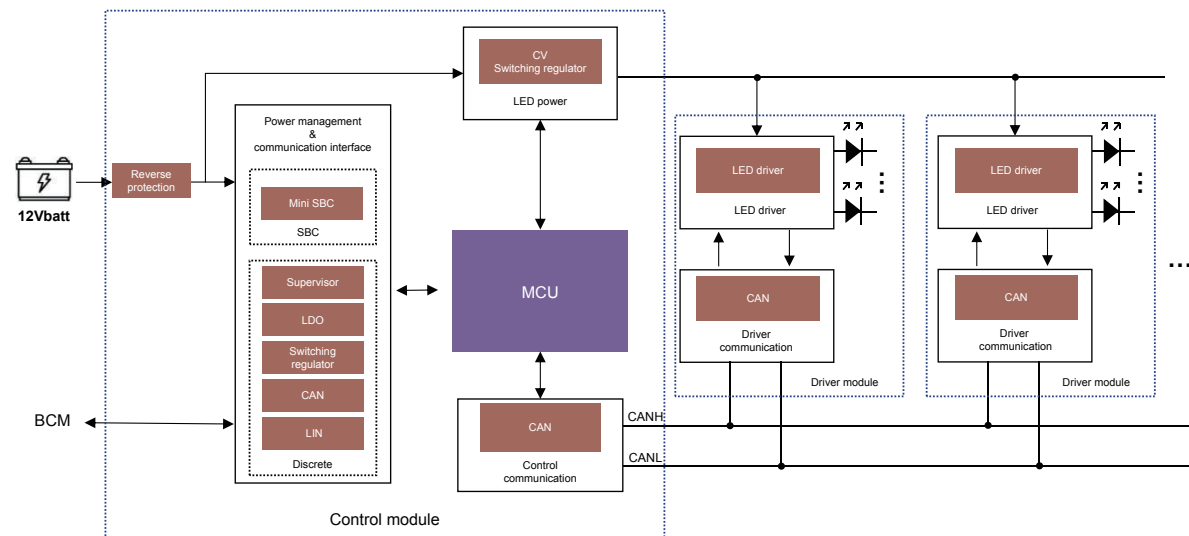 CV
Switching regulator
LED power
Power management
&
communication interface
Reverse
protection
12Vbatt
Mini SBC
SBC
Supervisor
LDO
Switching
regulator
CAN
LIN
Discrete
BCM
MCU
CAN
Control
communication
CANH
CANL
Control module
LED driver
LED driver
CAN
Driver
communication
Driver module
LED driver
LED driver
CAN
Driver
communication
Driver module
...